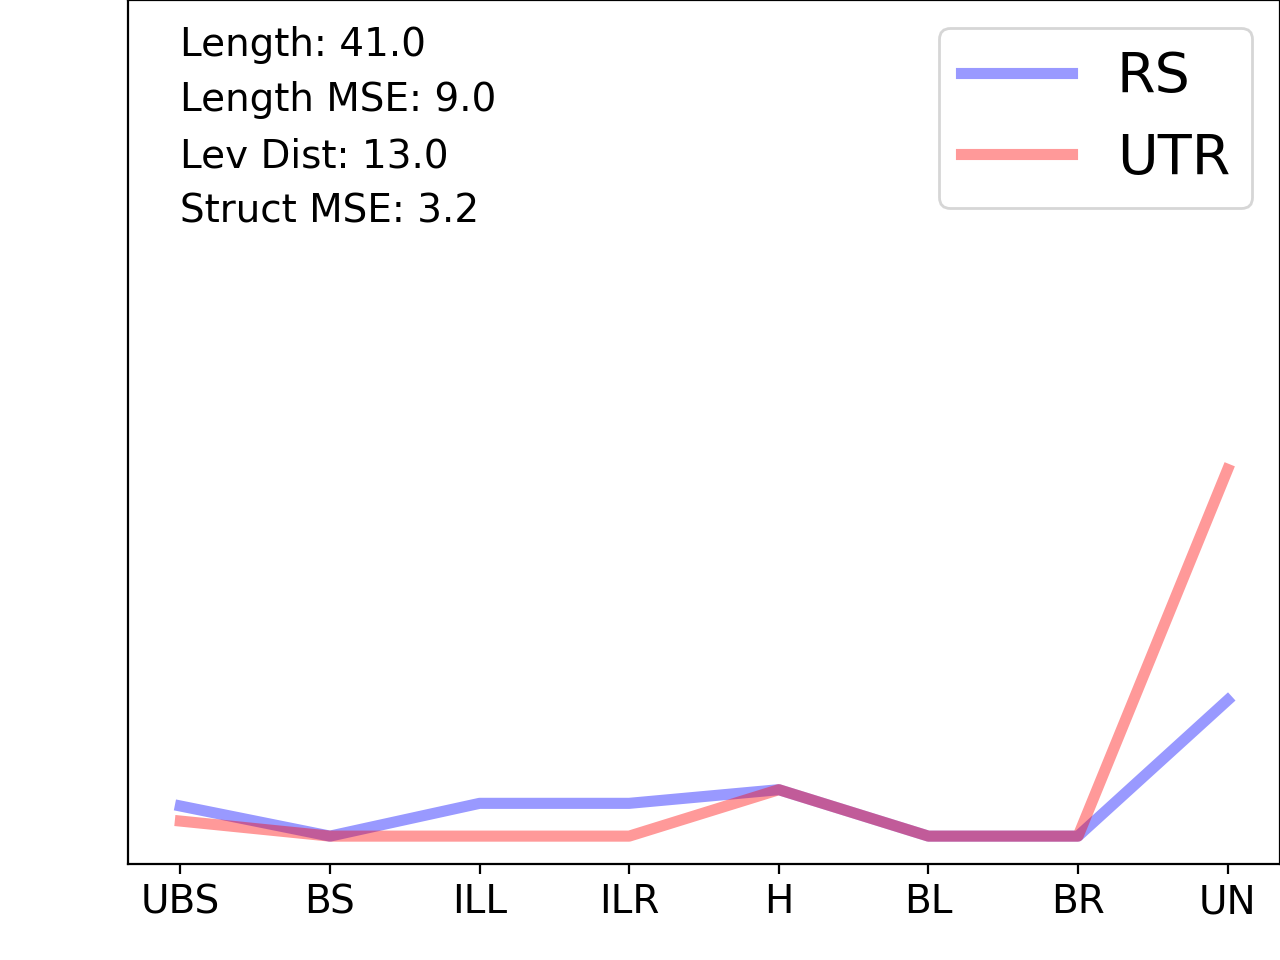 Length: 41.0
Length MSE: 9.0
Lev Dist: 13.0
Struct MSE: 3.2
RS
UTR
UBS BS ILL ILR H BL BR UN